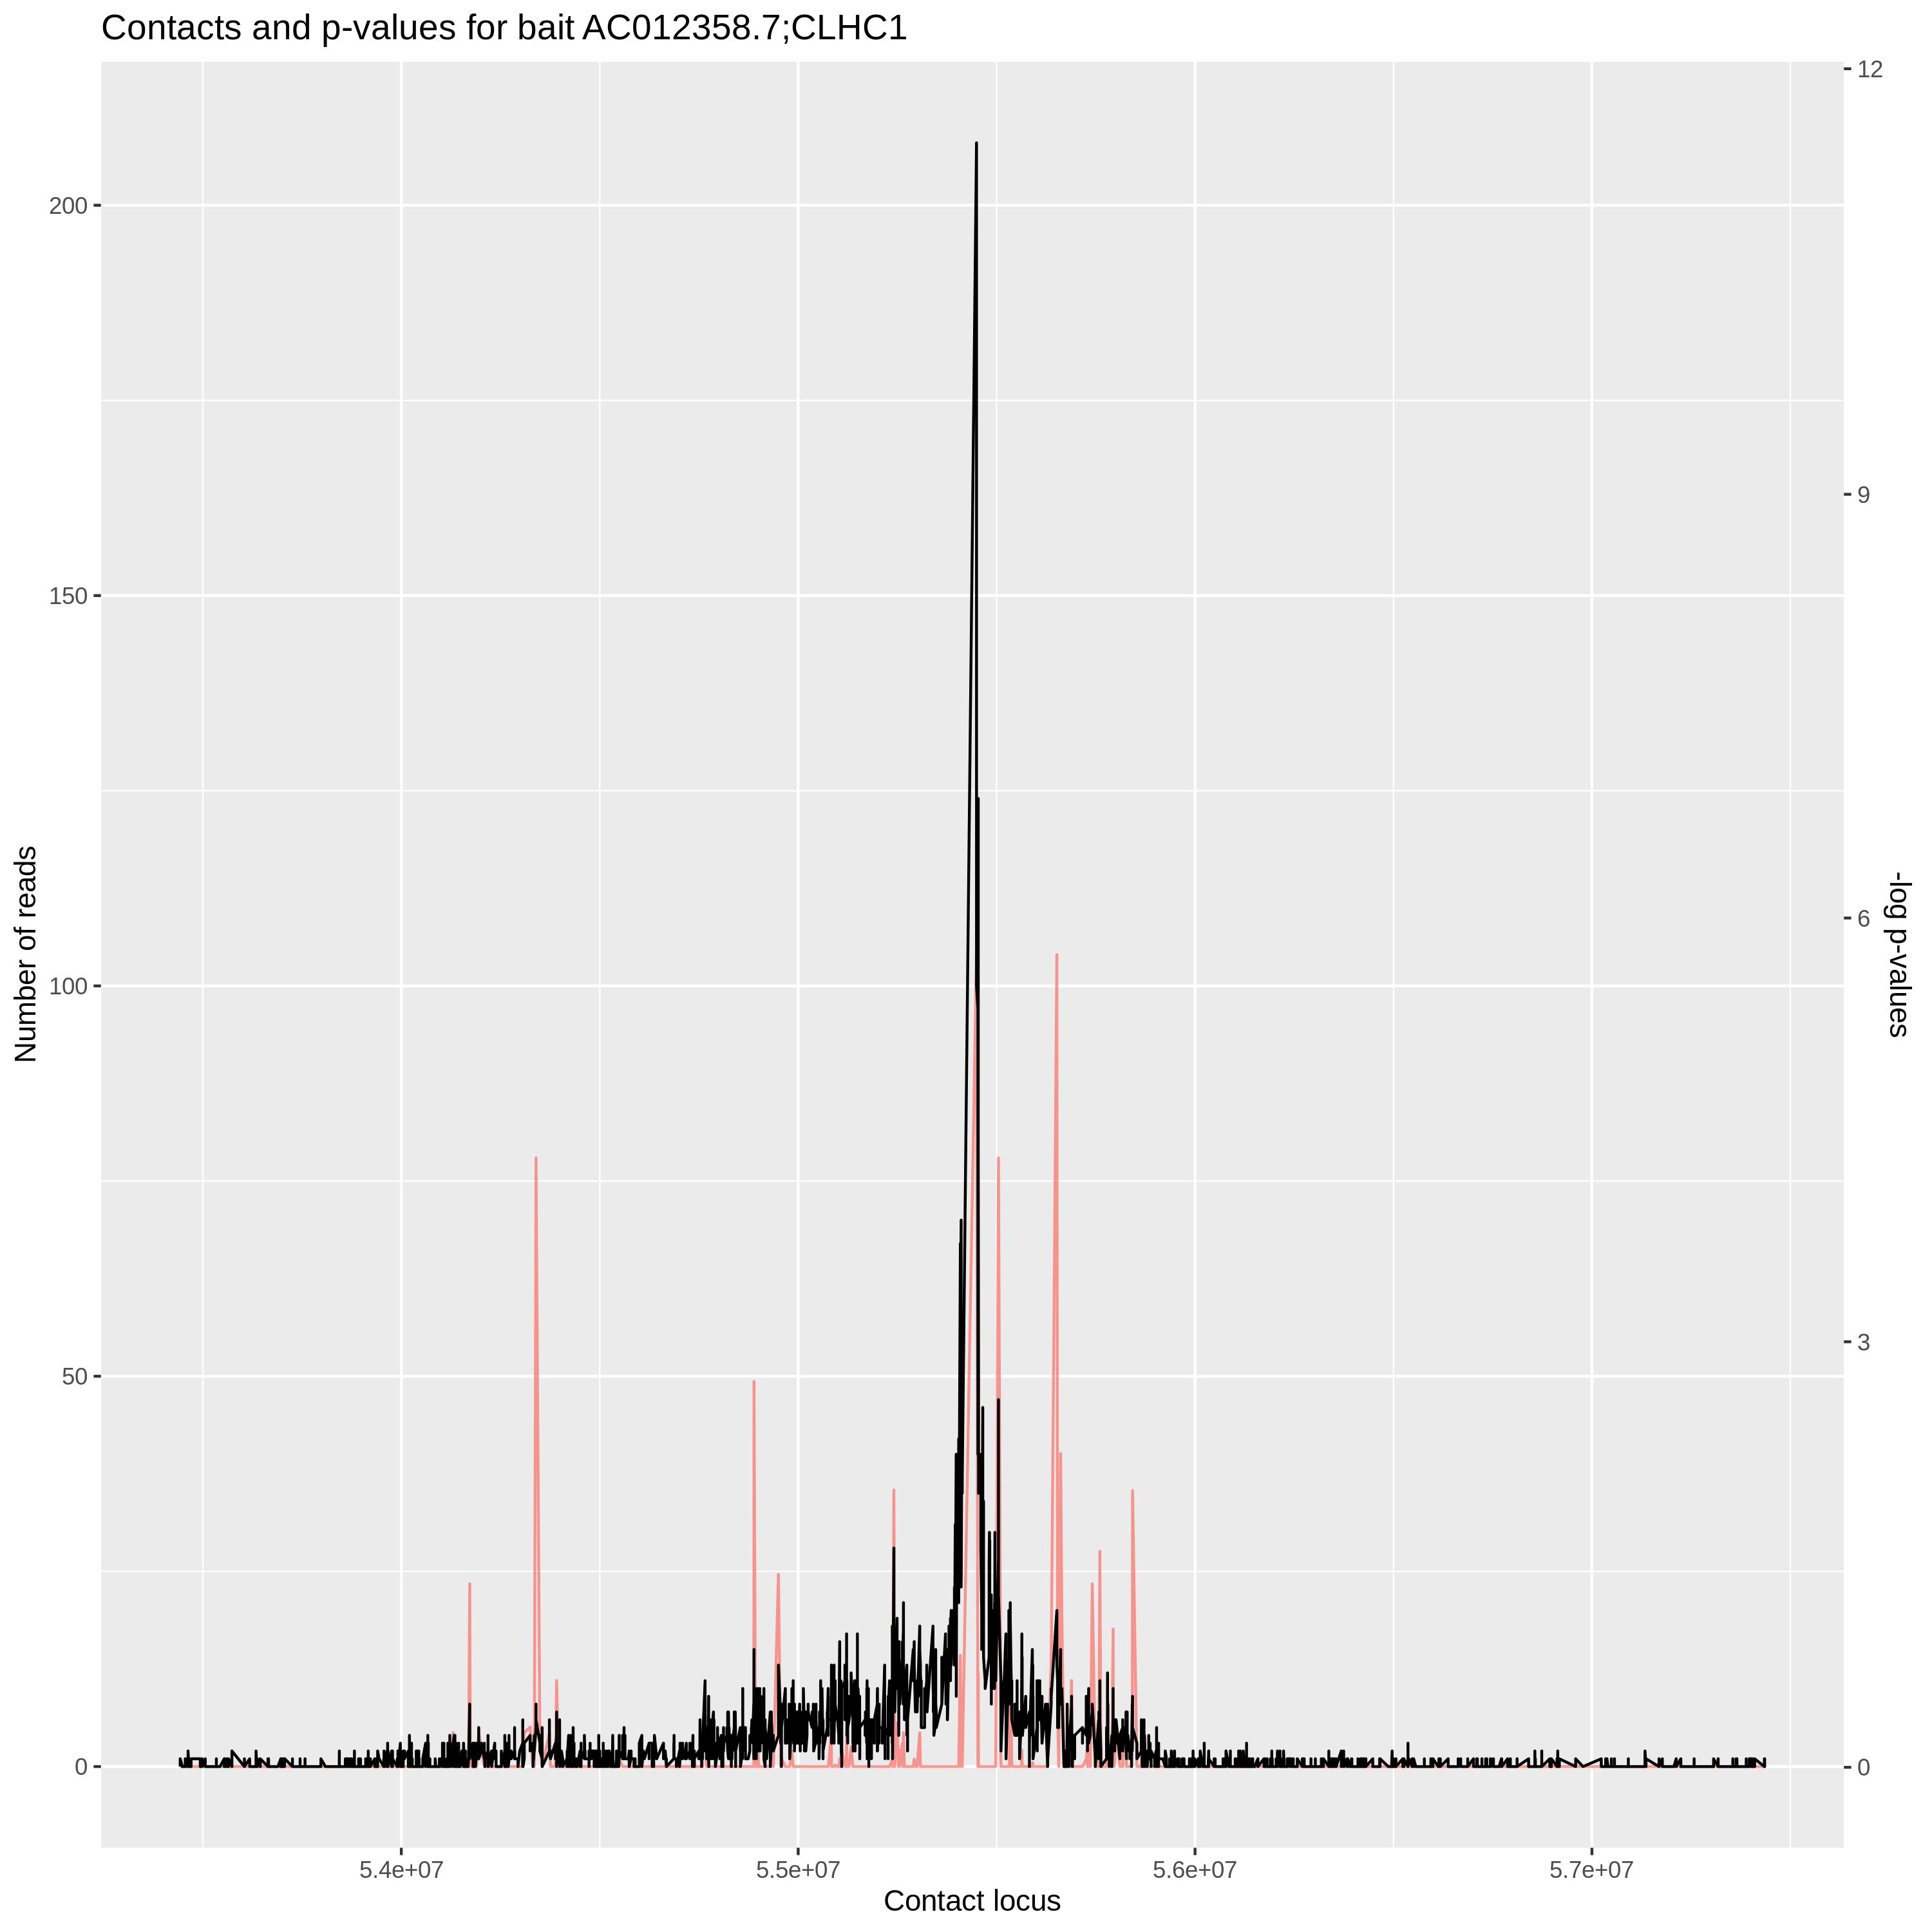 Contacts and p-values for bait AC012358.7;CLHC1
200
150
100
50
0
Number of reads
12
9
6
3
0
-log p-values
5.4e+07
5.5e+07
5.6e+07
5.7e+07
Contact locus